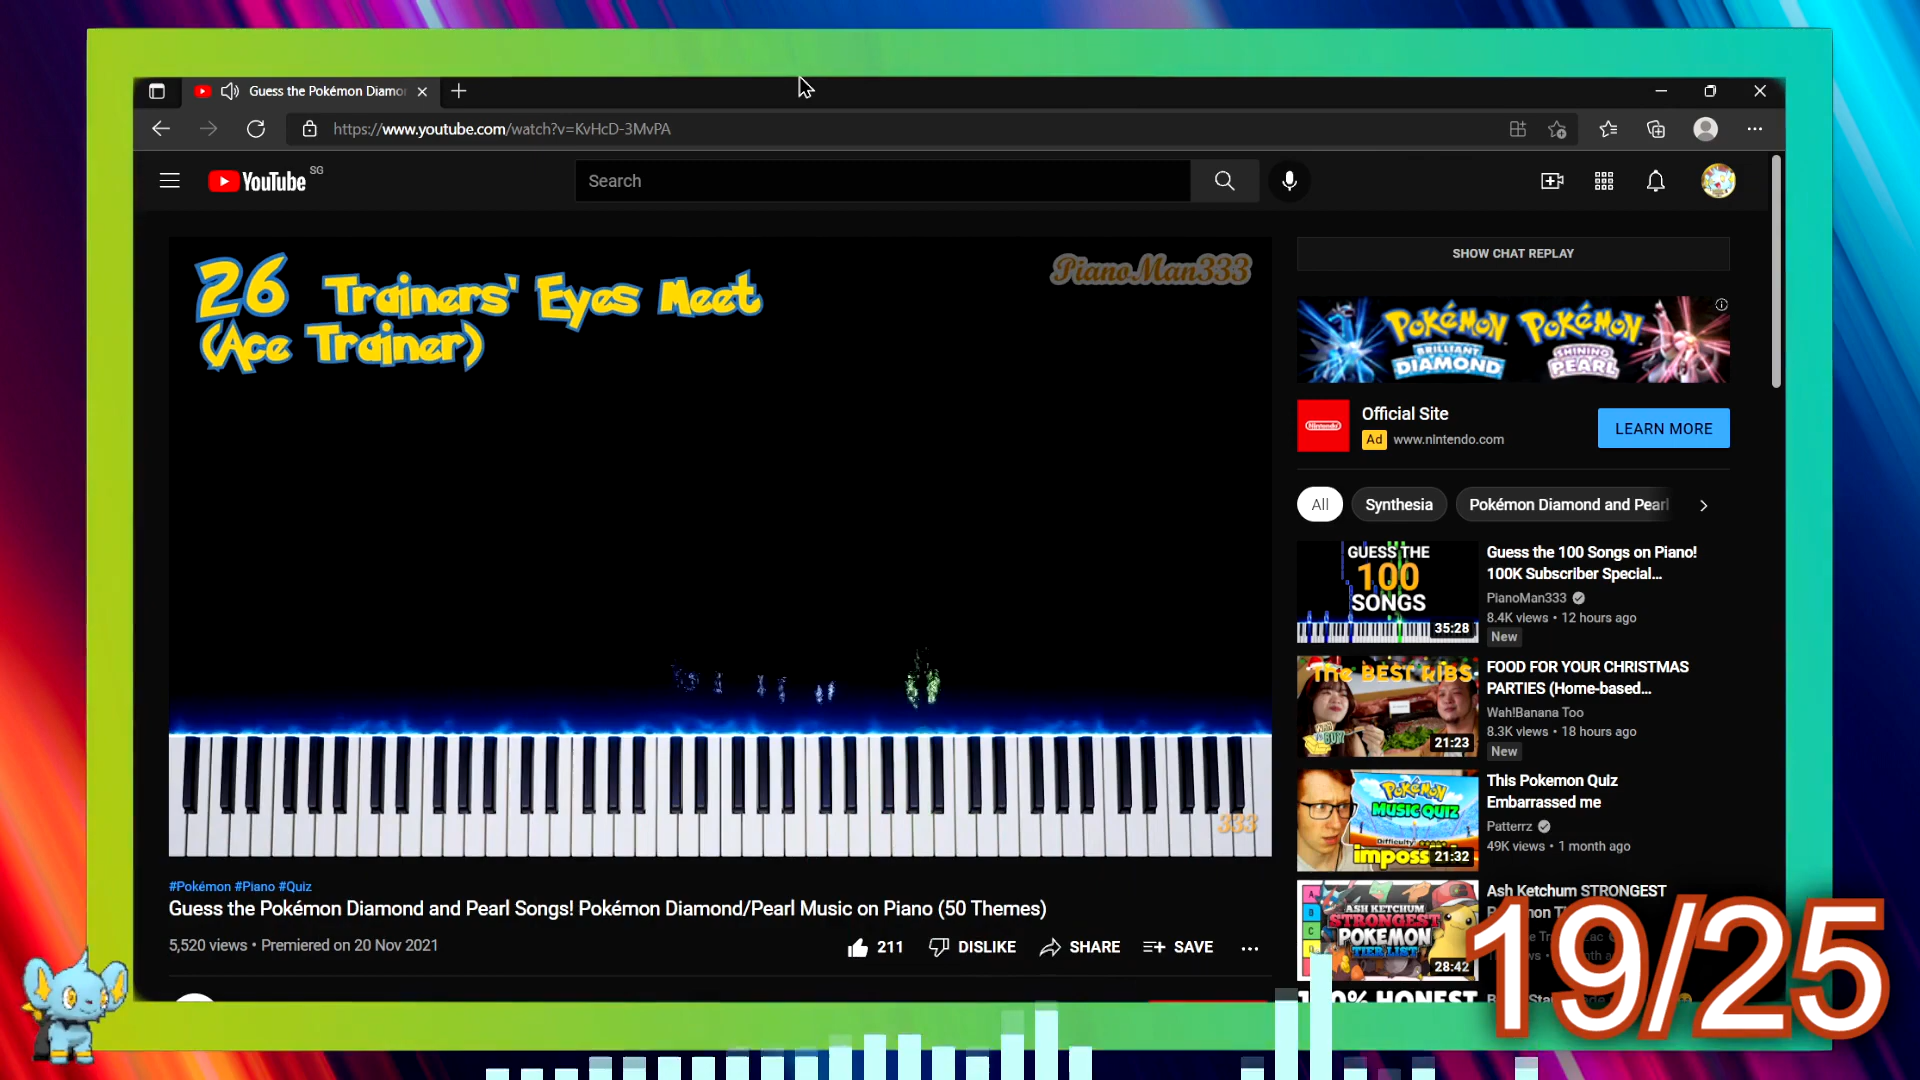 Guess the Pokémon Diamo
https://www.youtube.com/watch?v=KvHcD-3MvPA
YouTube SG
Search
26 Trainers' Eyes Meet
(Ace Trainer)
PianoMan333
333
#Pokémon #Piano #Quiz
Guess the Pokémon Diamond and Pearl Songs! Pokémon Diamond/Pearl Music on Piano (50 Themes)
5,520 views • Premiered on 20 Nov 2021
211 DISLIKE SHARE SAVE
SHOW CHAT REPLAY
POKéMON BRILLIANT DIAMOND
POKéMON SHINING PEARL
Nintendo
Official Site
Ad www.nintendo.com
LEARN MORE
All Synthesia Pokémon Diamond and Pearl
GUESS THE
100
SONGS
35:28
Guess the 100 Songs on Piano!
100K Subscriber Special...
PianoMan333
8.4K views • 12 hours ago
New
The BEST RIBS
21:23
FOOD FOR YOUR CHRISTMAS
PARTIES (Home-based...
Wah!Banana Too
8.3K views • 18 hours ago
New
POKéMON
MUSIC QUIZ
Difficulty:
imposs
21:32
This Pokemon Quiz
Embarrassed me
Patterrz
49K views • 1 month ago
A
B
C
D
ASH KETCHUM
STRONGEST
POKEMON
TIER LIST
28:42
Ash Ketchum STRONGEST
19/25